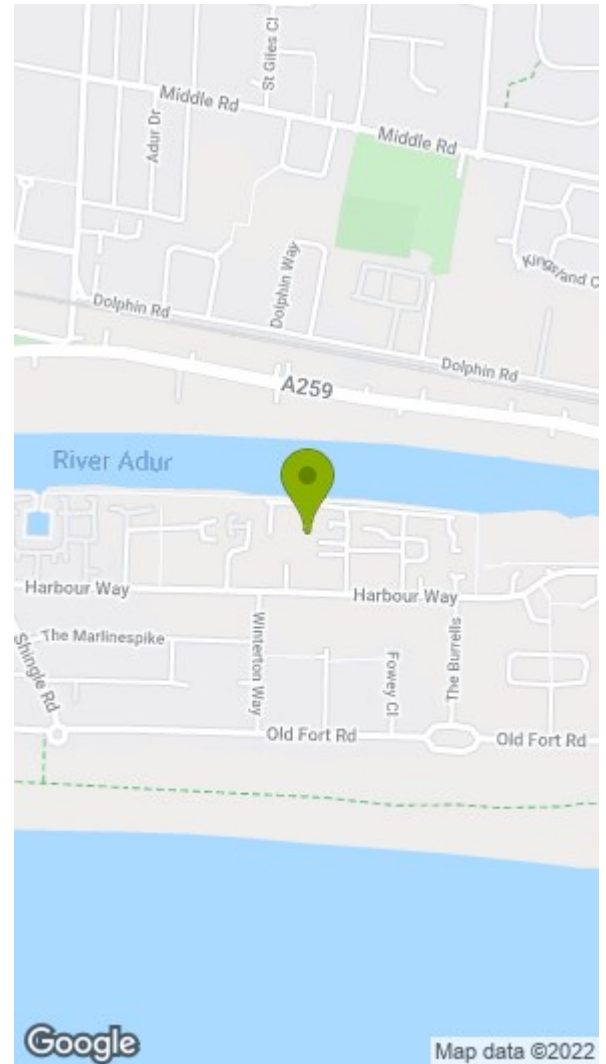 St Giles Cl
Middle Rd
Adur Dr
Middle Rd
Dolphin Way
Dolphin Rd
Dolphin Rd
A259
River Adur
Harbour Way
Harbour Way
The Marlinespike
Shingle Rd
Winterton Way
Fowey Cl
The Burrells
Old Fort Rd
Old Fort Rd
Google
Map data ©2022